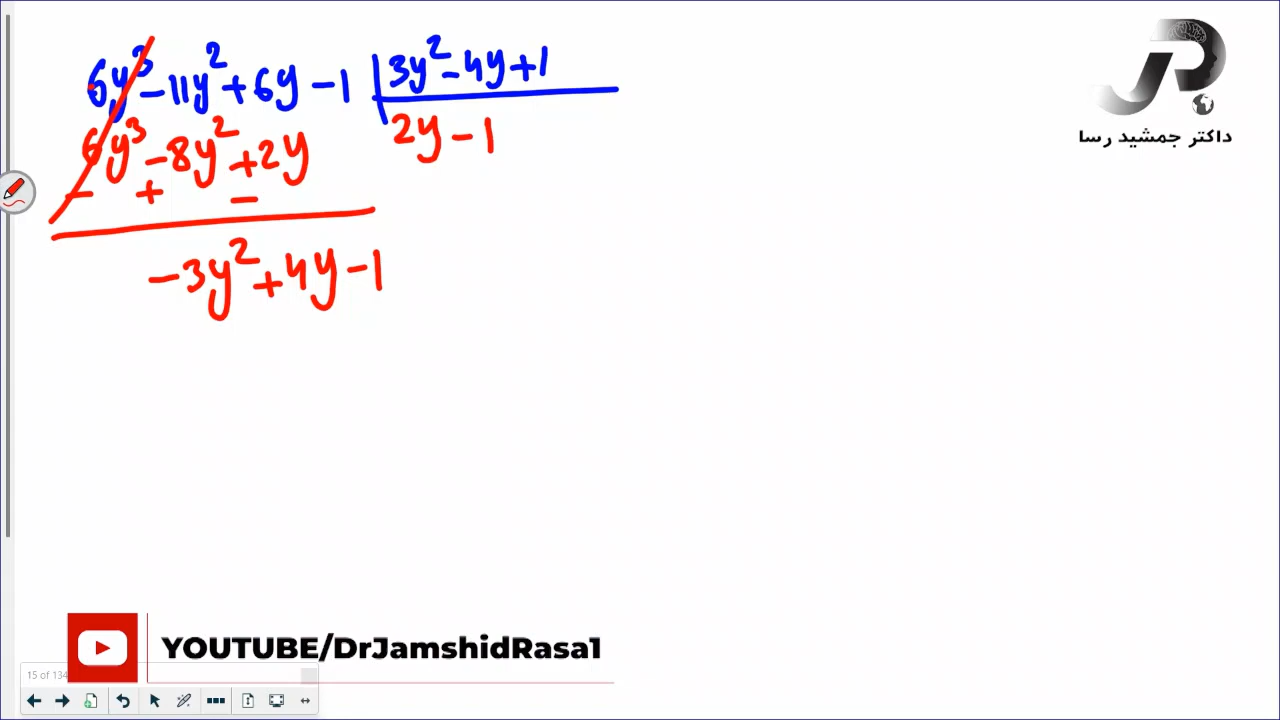 6y³ - 11y² + 6y - 1 | 3y² - 4y + 1
6y³ - 8y² + 2y
2y - 1
- + -
- 3y² + 4y - 1
داکتر جمشید رسا
YOUTUBE/DrJamshidRasa1
15 of 134